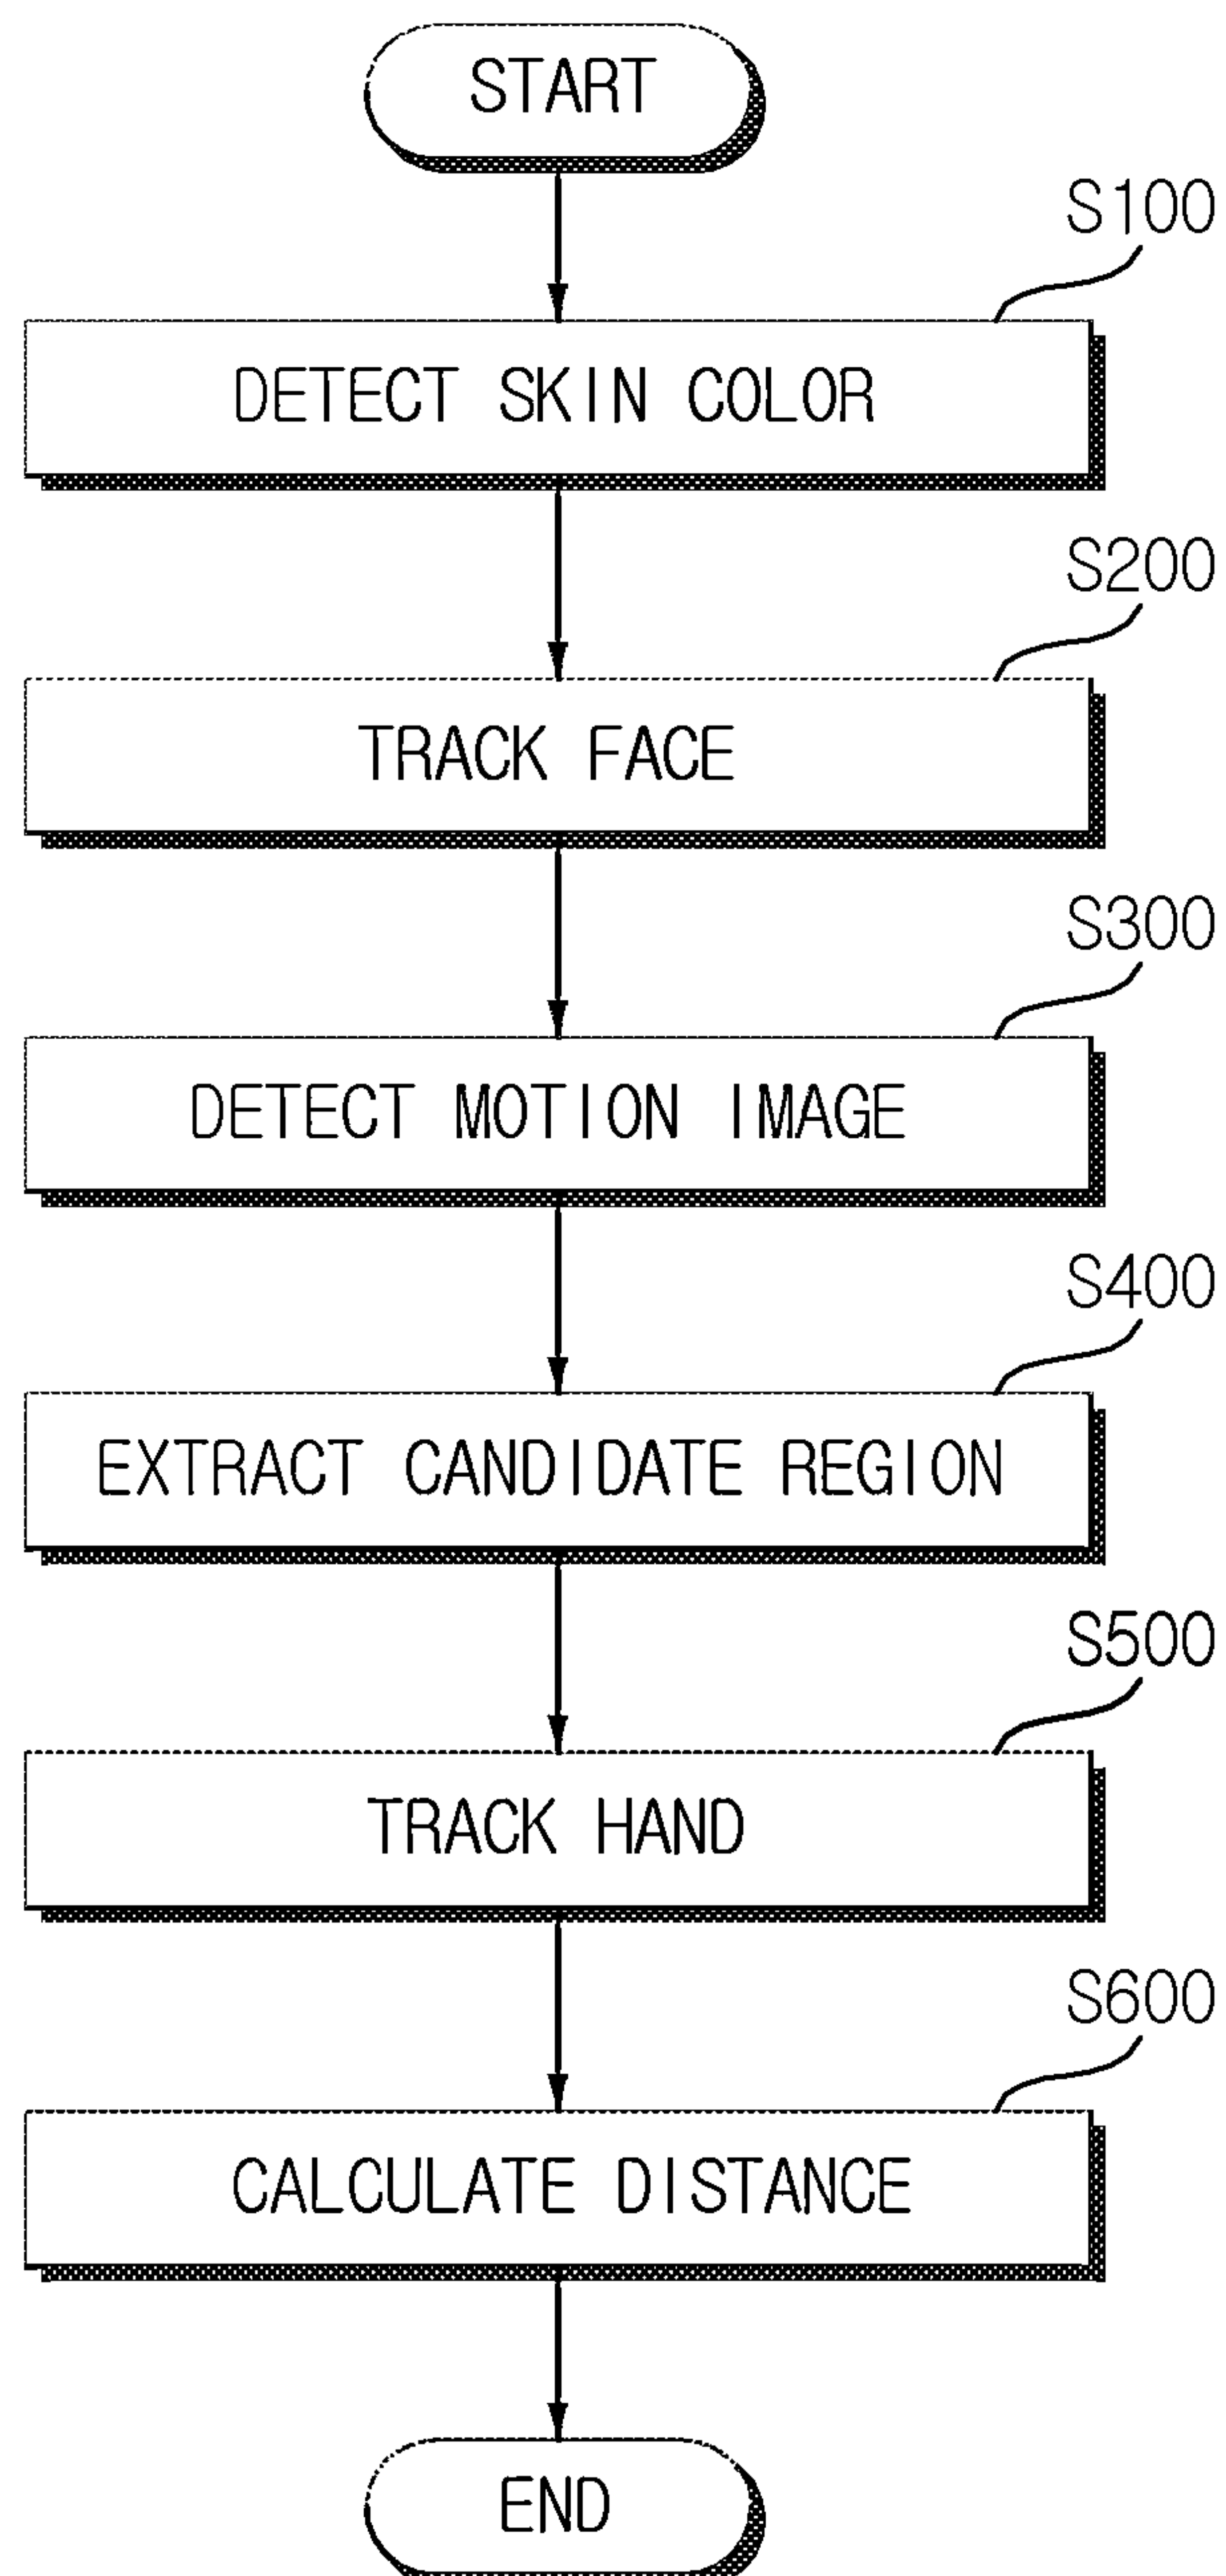 START
S100
DETECT SKIN COLOR
S200
TRACK FACE
S300
DETECT MOTION IMAGE
S400
EXTRACT CANDIDATE REGION
S500
TRACK HAND
S600
CALCULATE DISTANCE
END